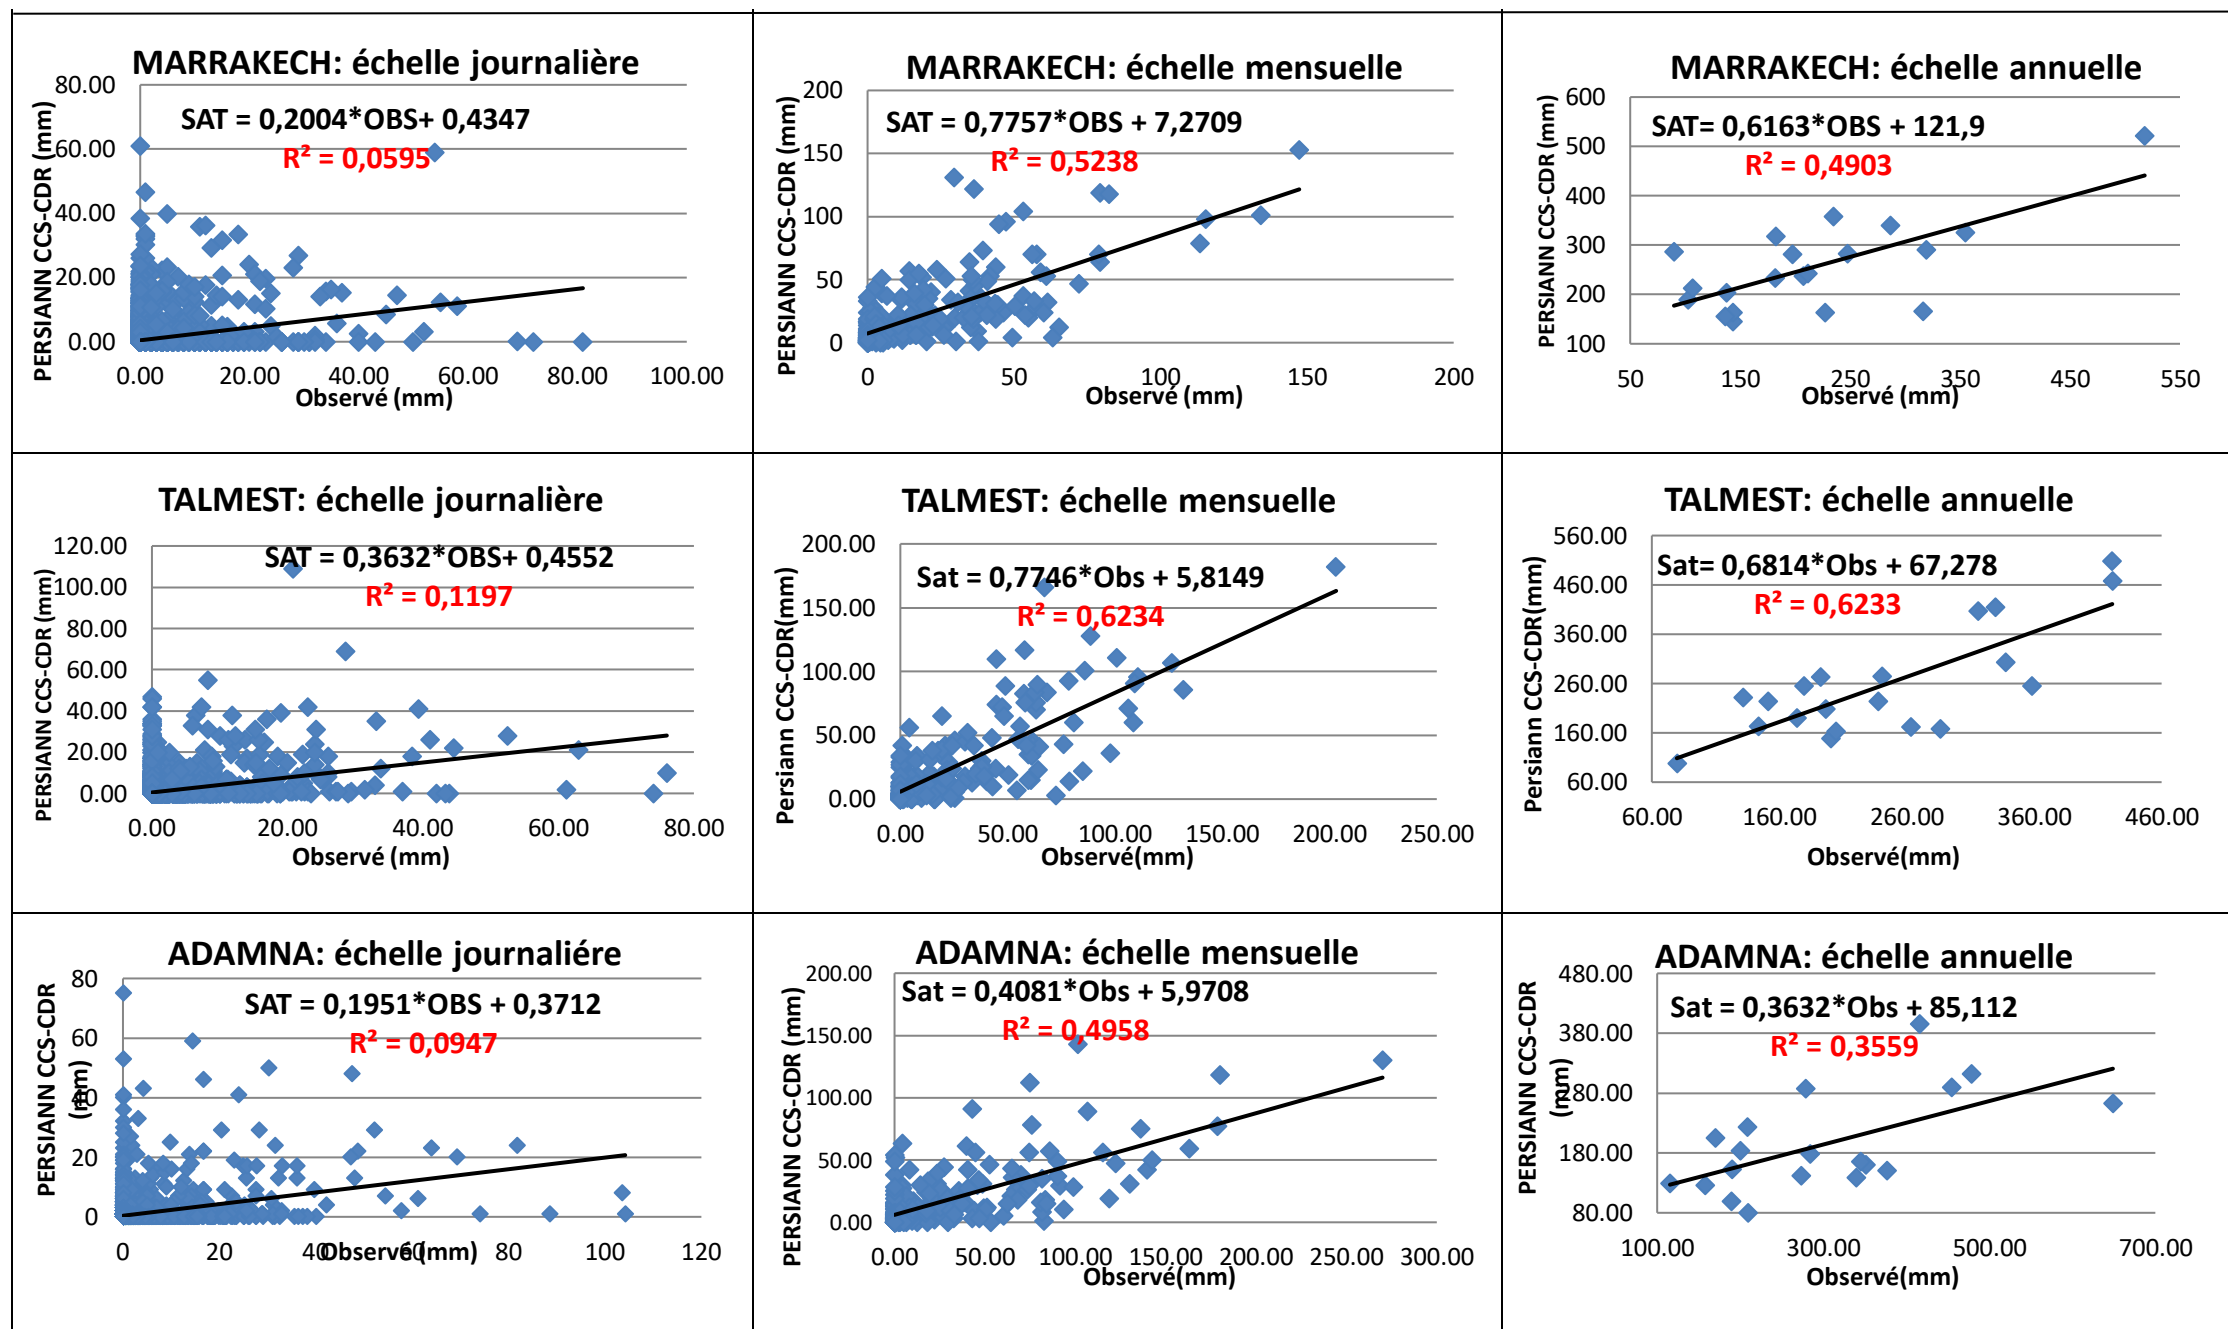 MARRAKECH: échelle journalière
SAT = 0,2004*OBS+ 0,4347
R² = 0,0595
PERSIANN CCS-CDR (mm)
80.00
60.00
40.00
20.00
0.00
0.00 20.00 40.00 60.00 80.00 100.00
Observé (mm)
MARRAKECH: échelle mensuelle
SAT = 0,7757*OBS + 7,2709
R² = 0,5238
PERSIANN CCS-CDR (mm)
200
150
100
50
0
0 50 100 150 200
Observé (mm)
MARRAKECH: échelle annuelle
SAT= 0,6163*OBS + 121,9
R² = 0,4903
PERSIANN CCS-CDR (mm)
600
500
400
300
200
100
50 150 250 350 450 550
Observé (mm)
TALMEST: échelle journalière
SAT = 0,3632*OBS+ 0,4552
R² = 0,1197
PERSIANN CCS-CDR (mm)
120.00
100.00
80.00
60.00
40.00
20.00
0.00
0.00 20.00 40.00 60.00 80.00
Observé (mm)
TALMEST: échelle mensuelle
Sat = 0,7746*Obs + 5,8149
R² = 0,6234
Persiann CCS-CDR(mm)
200.00
150.00
100.00
50.00
0.00
0.00 50.00 100.00 150.00 200.00 250.00
Observé(mm)
TALMEST: échelle annuelle
Sat= 0,6814*Obs + 67,278
R² = 0,6233
Persiann CCS-CDR(mm)
560.00
460.00
360.00
260.00
160.00
60.00
60.00 160.00 260.00 360.00 460.00
Observé(mm)
ADAMNA: échelle journaliére
SAT = 0,1951*OBS + 0,3712
R² = 0,0947
PERSIANN CCS-CDR
(mm)
80
60
40
20
0
0 20 40 60 80 100 120
Observé (mm)
ADAMNA: échelle mensuelle
Sat = 0,4081*Obs + 5,9708
R² = 0,4958
PERSIANN CCS-CDR (mm)
200.00
150.00
100.00
50.00
0.00
0.00 50.00 100.00 150.00 200.00 250.00 300.00
Observé(mm)
ADAMNA: échelle annuelle
Sat = 0,3632*Obs + 85,112
R² = 0,3559
PERSIANN CCS-CDR
(mm)
480.00
380.00
280.00
180.00
80.00
100.00 300.00 500.00 700.00
Observé(mm)